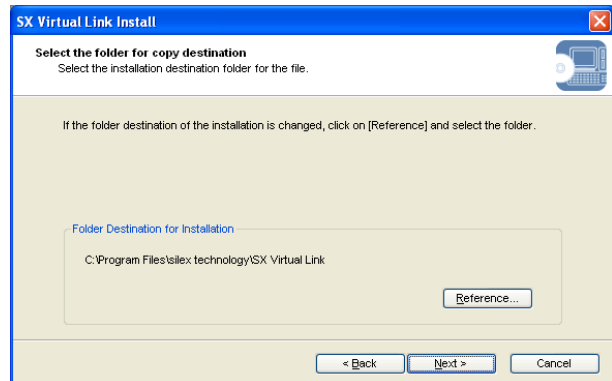 SX Virtual Link Install
Select the folder for copy destination
Select the installation destination folder for the file.
If the folder destination of the installation is changed, click on [Reference] and select the folder.
Folder Destination for Installation
C:\Program Files\silex technology\SX Virtual Link
Reference...
< Back
Next >
Cancel